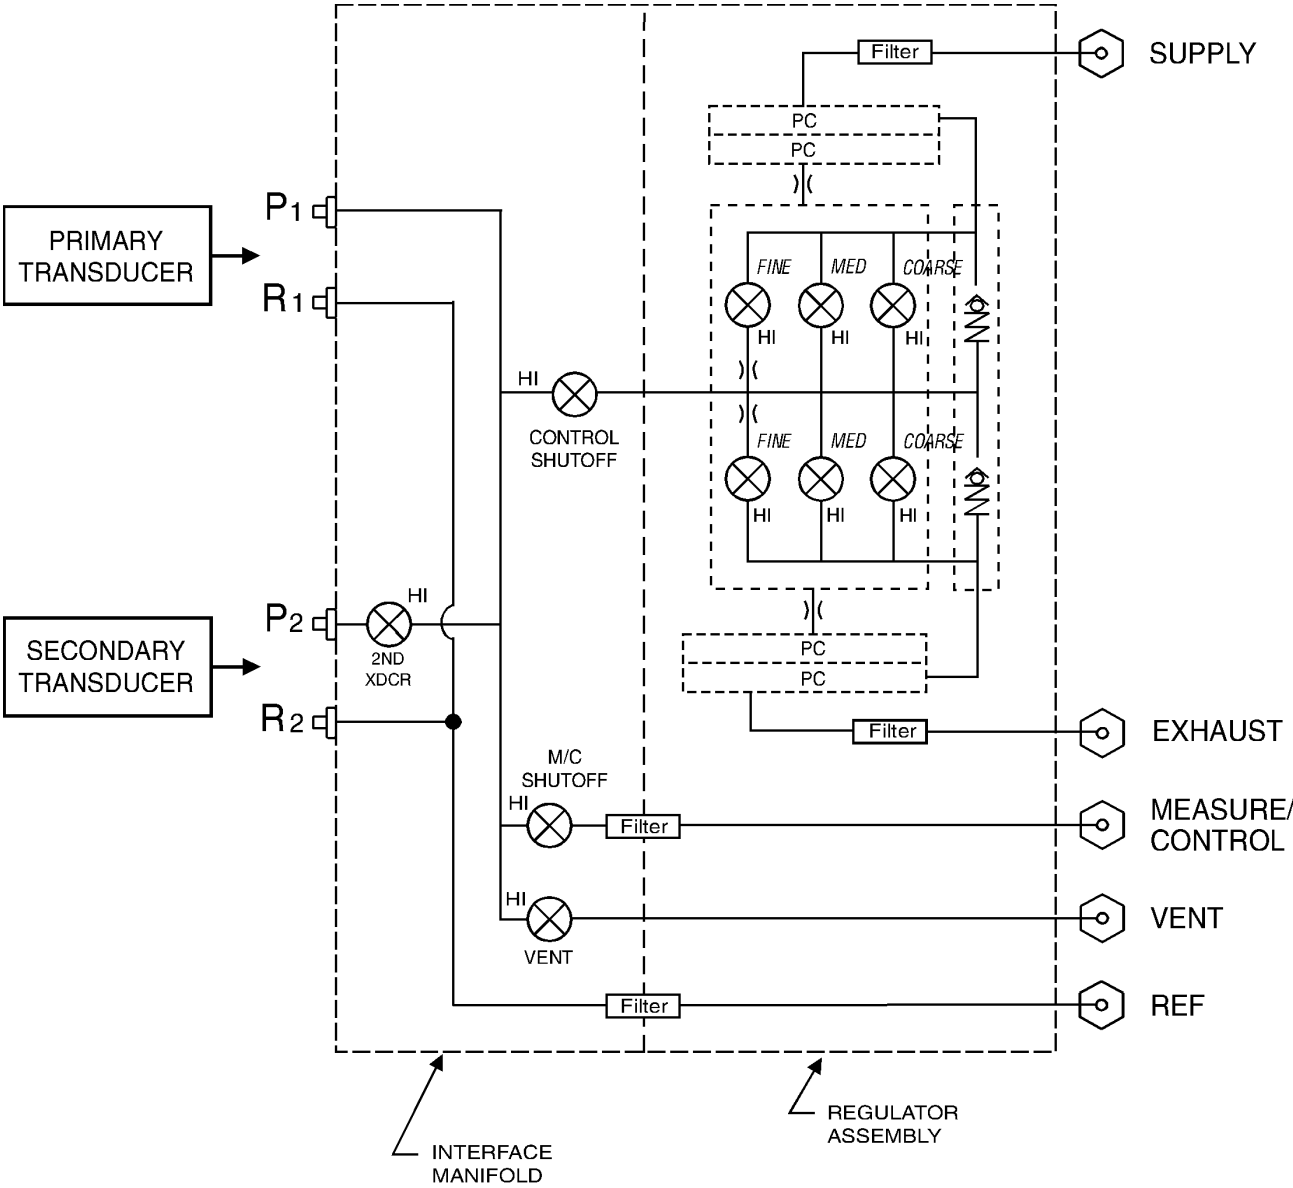 Filter
SUPPLY
PC
PC
P1
PRIMARY
TRANSDUCER
R1
FINE MED COARSE
HI HI HI
HI
CONTROL
SHUTOFF
FINE MED COARSE
HI HI HI
P2
HI
2ND
XDCR
SECONDARY
TRANSDUCER
R2
PC
PC
Filter
EXHAUST
M/C
SHUTOFF
HI
Filter
MEASURE/
CONTROL
HI
VENT
VENT
Filter
REF
INTERFACE
MANIFOLD
REGULATOR
ASSEMBLY